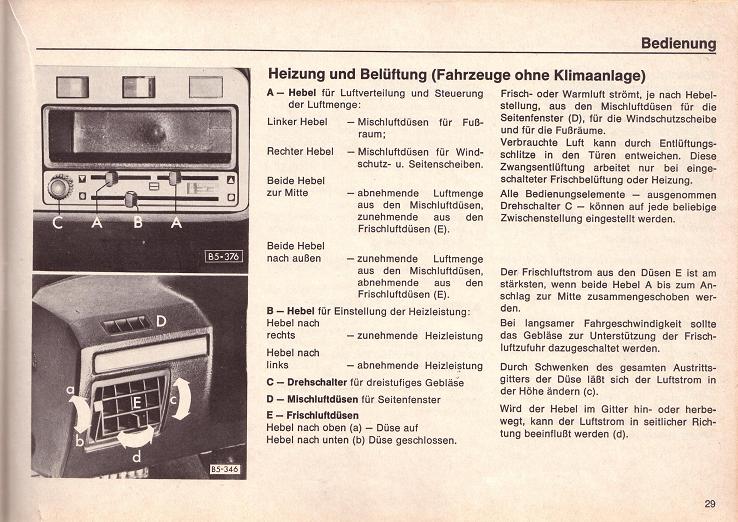 Bedienung
Heizung und Belüftung (Fahrzeuge ohne Klimaanlage)
A — Hebel für Luftverteilung und Steuerung
der Luftmenge:
Linker Hebel — Mischluftdüsen für Fuß-
raum;
Rechter Hebel — Mischluftdüsen für Wind-
schutz- u. Seitenscheiben.
Beide Hebel
zur Mitte — abnehmende Luftmenge
aus den Mischluftdüsen,
zunehmende aus den
Frischluftdüsen (E).
Beide Hebel
nach außen — zunehmende Luftmenge
aus den Mischluftdüsen,
abnehmende aus den
Frischluftdüsen (E).
B — Hebel für Einstellung der Heizleistung:
Hebel nach
rechts — zunehmende Heizleistung
Hebel nach
links — abnehmende Heizleistung
C — Drehschalter für dreistufiges Gebläse
D — Mischluftdüsen für Seitenfenster
E — Frischluftdüsen
Hebel nach oben (a) — Düse auf
Hebel nach unten (b) Düse geschlossen.
Frisch- oder Warmluft strömt, je nach Hebel-
stellung, aus den Mischluftdüsen für die
Seitenfenster (D), für die Windschutzscheibe
und für die Fußräume.
Verbrauchte Luft kann durch Entlüftungs-
schlitze in den Türen entweichen. Diese
Zwangsentlüftung arbeitet nur bei einge-
schalteter Frischbelüftung oder Heizung.
Alle Bedienungselemente — ausgenommen
Drehschalter C — können auf jede beliebige
Zwischenstellung eingestellt werden.
Der Frischluftstrom aus den Düsen E ist am
stärksten, wenn beide Hebel A bis zum An-
schlag zur Mitte zusammengeschoben wer-
den.
Bei langsamer Fahrgeschwindigkeit sollte
das Gebläse zur Unterstützung der Frisch-
luftzufuhr dazugeschaltet werden.
Durch Schwenken des gesamten Austritts-
gitters der Düse läßt sich der Luftstrom in
der Höhe ändern (c).
Wird der Hebel im Gitter hin- oder herbe-
wegt, kann der Luftstrom in seitlicher Rich-
tung beeinflußt werden (d).
C A B A
B5-376
D
a
E
c
b
d
B5-346
29